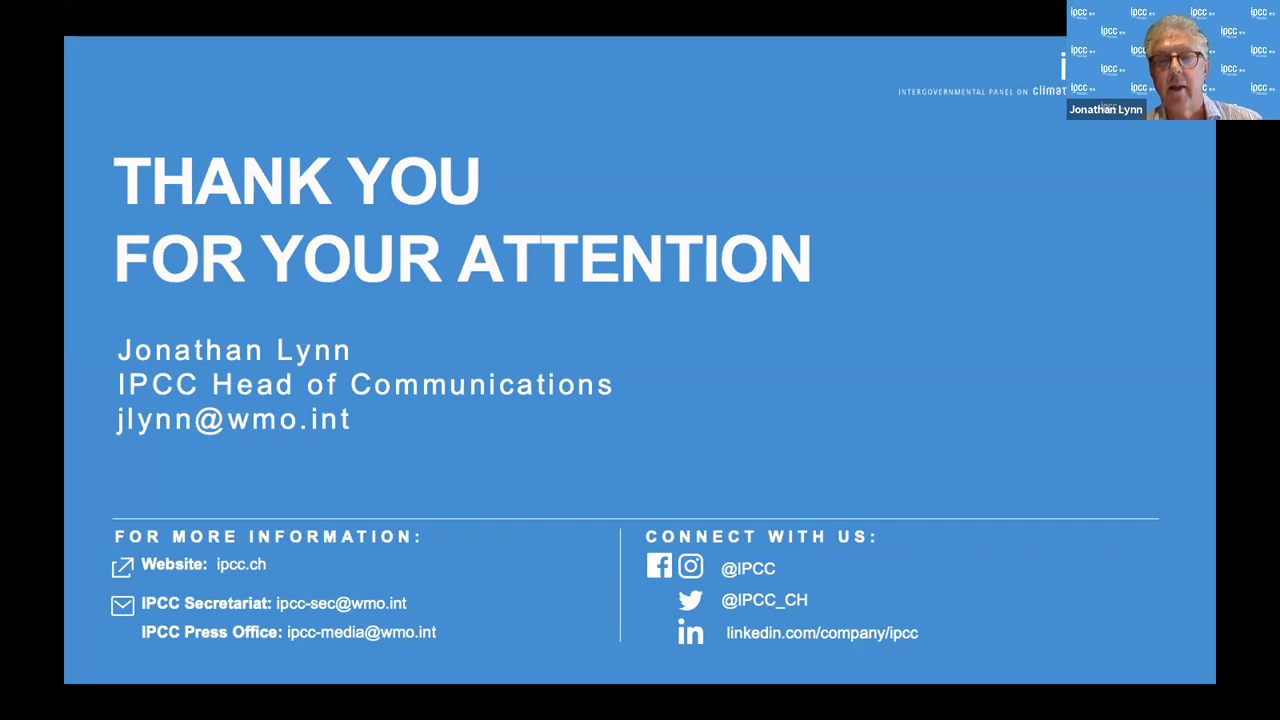 ipcc
Jonathan Lynn
INTERGOVERNMENTAL PANEL ON
THANK YOU
FOR YOUR ATTENTION
Jonathan Lynn
IPCC Head of Communications
jlynn@wmo.int
FOR MORE INFORMATION:
Website: ipcc.ch
IPCC Secretariat: ipcc-sec@wmo.int
IPCC Press Office: ipcc-media@wmo.int
CONNECT WITH US:
@IPCC
@IPCC_CH
linkedin.com/company/ipcc